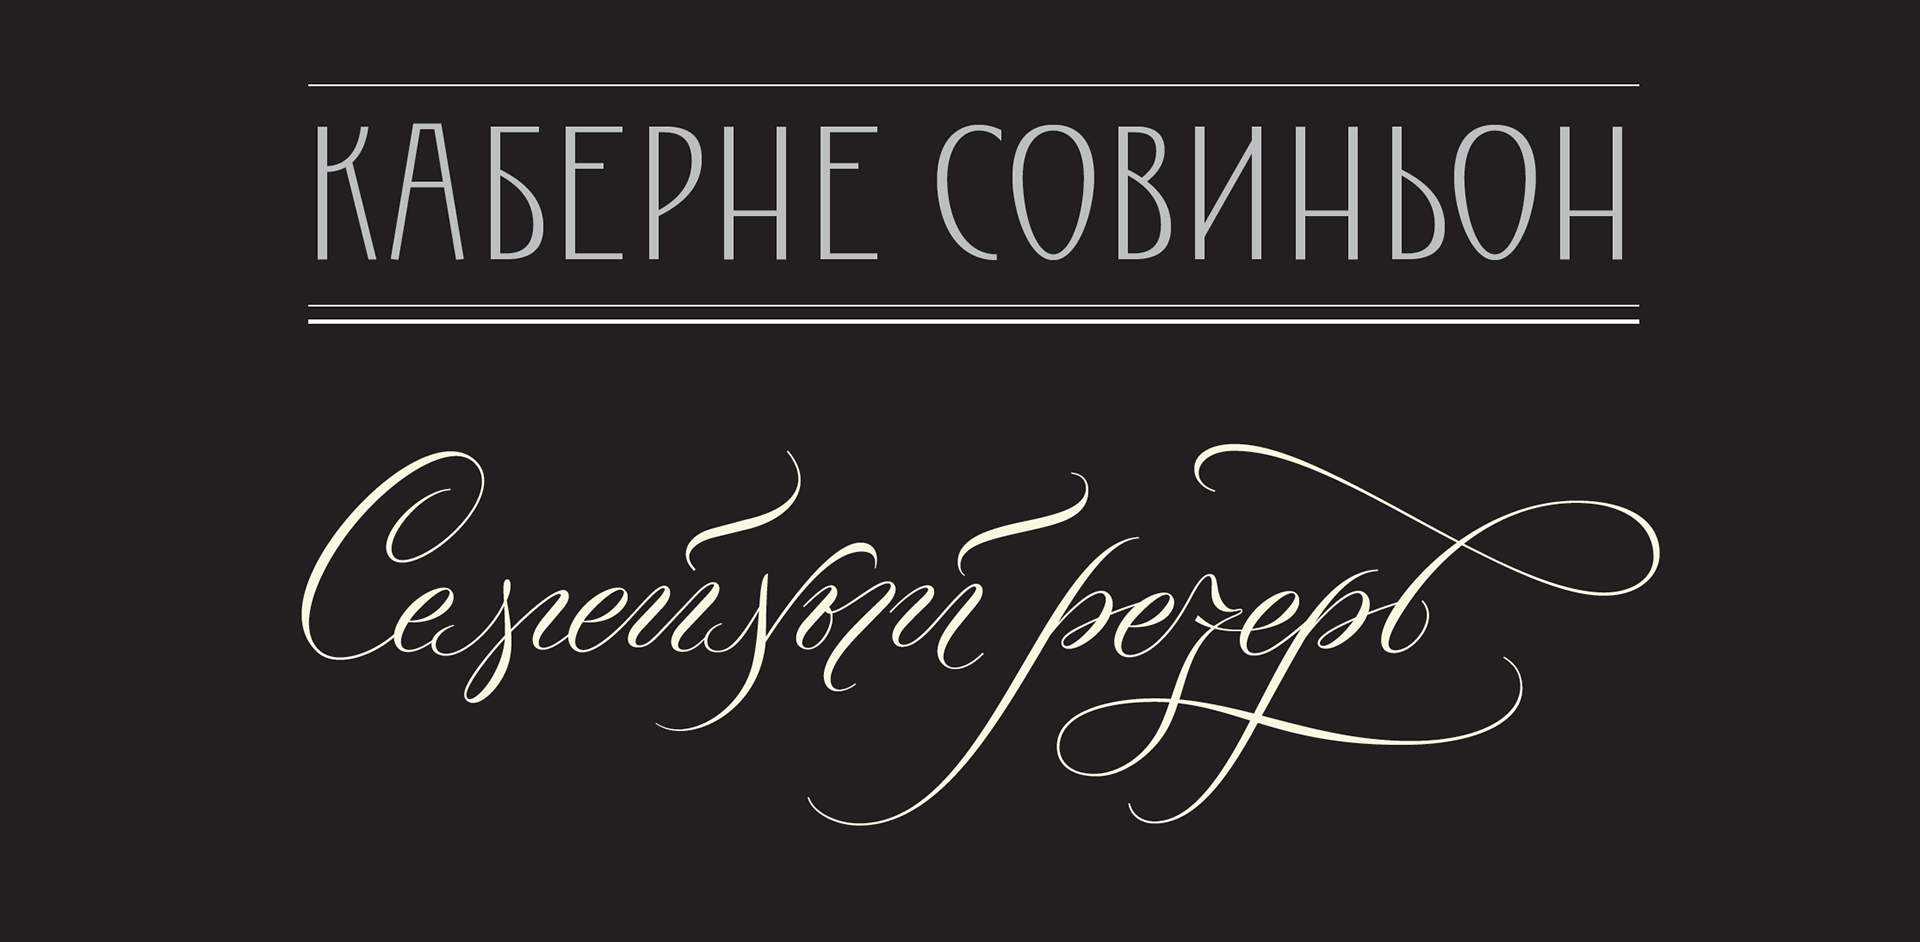 КАБЕРНЕ СОВИНЬОН
Семейный резерв